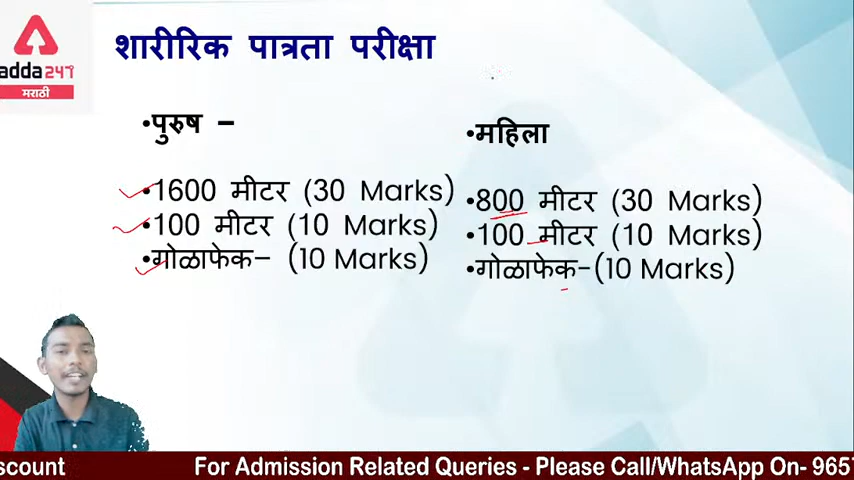 शारीरिक पात्रता परीक्षा
adda247
मराठी
•पुरुष –
•1600 मीटर (30 Marks)
•100 मीटर (10 Marks)
•गोळाफेक– (10 Marks)
•महिला
•800 मीटर (30 Marks)
•100 मीटर (10 Marks)
•गोळाफेक-(10 Marks)
scount For Admission Related Queries - Please Call/WhatsApp On- 9657